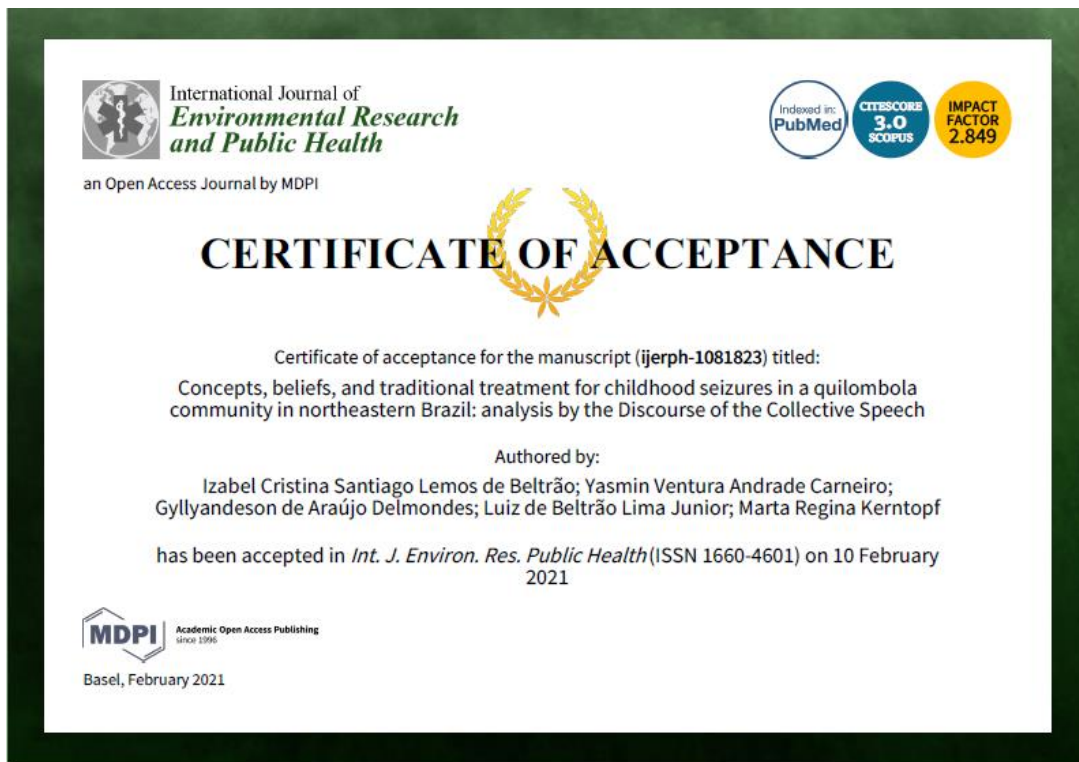 International Journal of
Environmental Research
and Public Health
an Open Access Journal by MDPI
Indexed in:
PubMed
CITESCORE
3.0
SCOPUS
IMPACT
FACTOR
2.849
CERTIFICATE OF ACCEPTANCE
Certificate of acceptance for the manuscript (ijerph-1081823) titled:
Concepts, beliefs, and traditional treatment for childhood seizures in a quilombola
community in northeastern Brazil: analysis by the Discourse of the Collective Speech
Authored by:
Izabel Cristina Santiago Lemos de Beltrão; Yasmin Ventura Andrade Carneiro;
Gyllyandeson de Araújo Delmondes; Luiz de Beltrão Lima Junior; Marta Regina Kerntopf
has been accepted in Int. J. Environ. Res. Public Health (ISSN 1660-4601) on 10 February
2021
MDPI
Academic Open Access Publishing
since 1996
Basel, February 2021